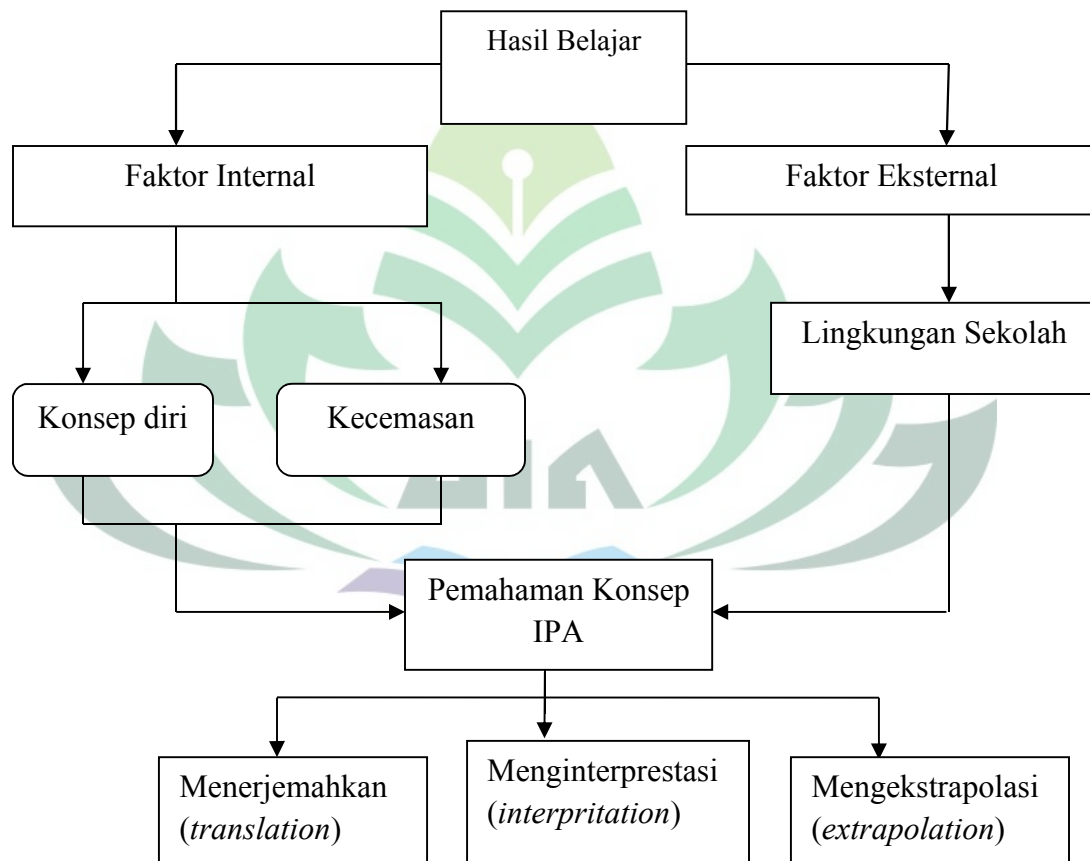 Hasil Belajar
Faktor Internal
Faktor Eksternal
Lingkungan Sekolah
Konsep diri
Kecemasan
Pemahaman Konsep
IPA
Menerjemahkan
(translation)
Menginterprestasi
(interpritation)
Mengekstrapolasi
(extrapolation)